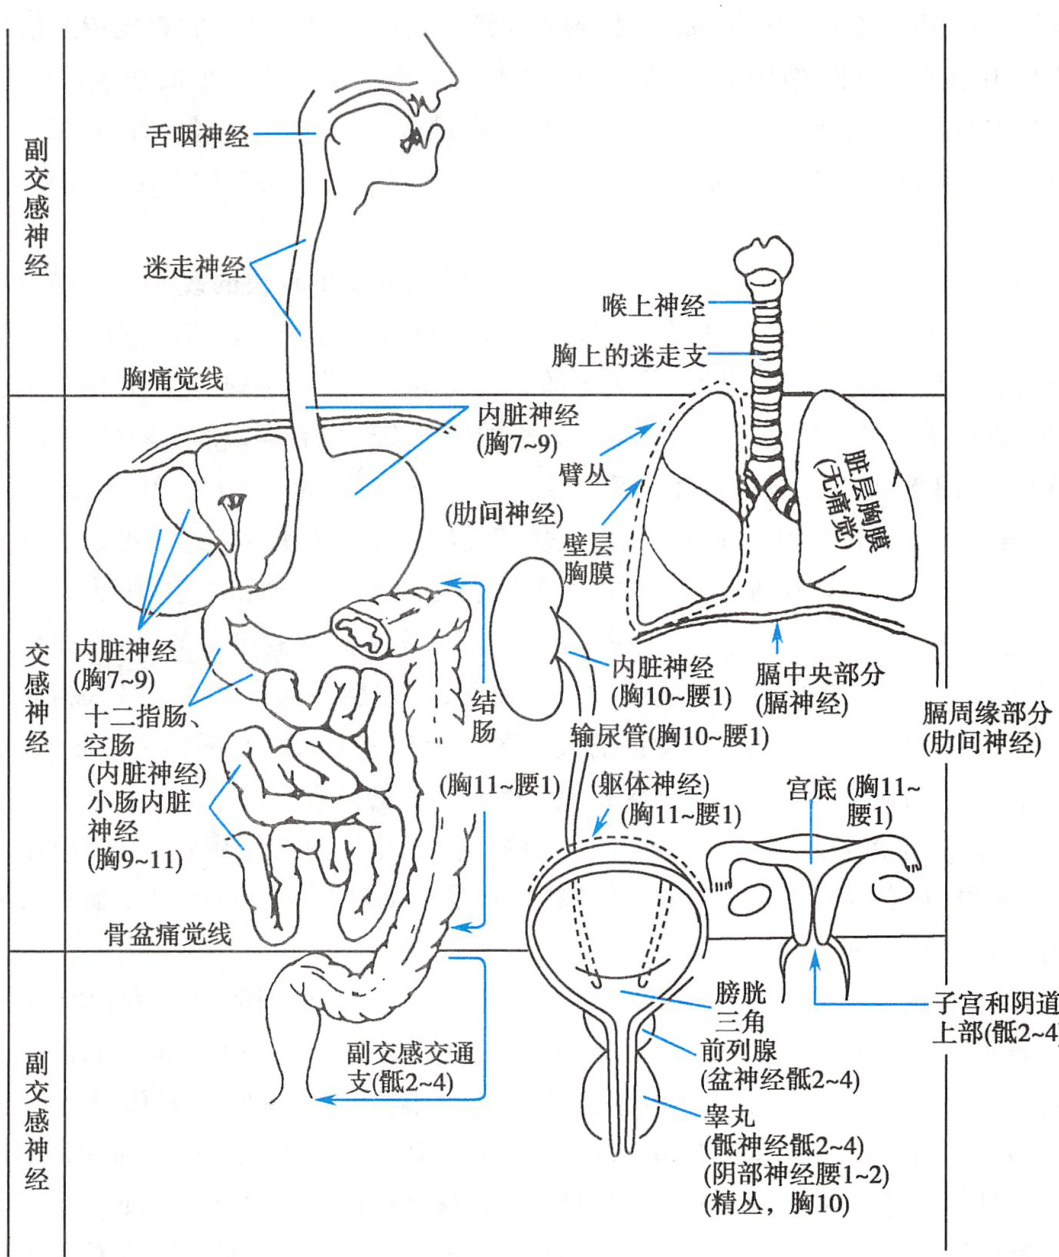 副交感神经
舌咽神经
迷走神经
喉上神经
胸上的迷走支
胸痛觉线
交感神经
内脏神经
(胸7~9)
臂丛
(肋间神经)
壁层
胸膜
脏层胸膜
(无痛觉)
内脏神经
(胸7~9)
十二指肠、
空肠
(内脏神经)
小肠内脏
神经
(胸9~11)
结肠
(胸11~腰1)
内脏神经
(胸10~腰1)
输尿管(胸10~腰1)
(躯体神经)
(胸11~腰1)
膈中央部分
(膈神经)
膈周缘部分
(肋间神经)
宫底 (胸11~
腰1)
骨盆痛觉线
副交感神经
副交感交通
支(骶2~4)
膀胱
三角
前列腺
(盆神经骶2~4)
睾丸
(骶神经骶2~4)
(阴部神经腰1~2)
(精丛，胸10)
子宫和阴道
上部(骶2~4)